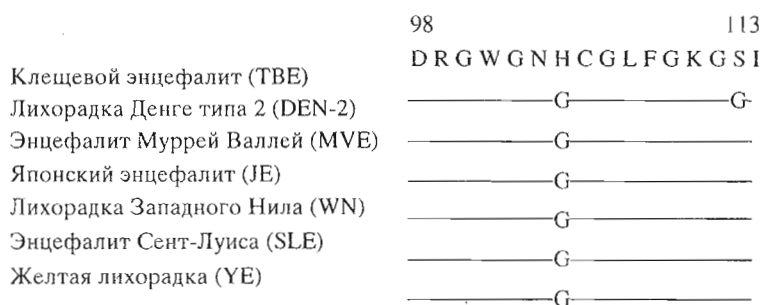 98 113
D R G W G N H C G L F G K G S I
Клещевой энцефалит (TBE)
Лихорадка Денге типа 2 (DEN-2) ———G———G-
Энцефалит Муррей Валлей (MVE) ———G———
Японский энцефалит (JE) ———G———
Лихорадка Западного Нила (WN) ———G———
Энцефалит Сент-Луиса (SLE) ———G———
Желтая лихорадка (YE) ———G———